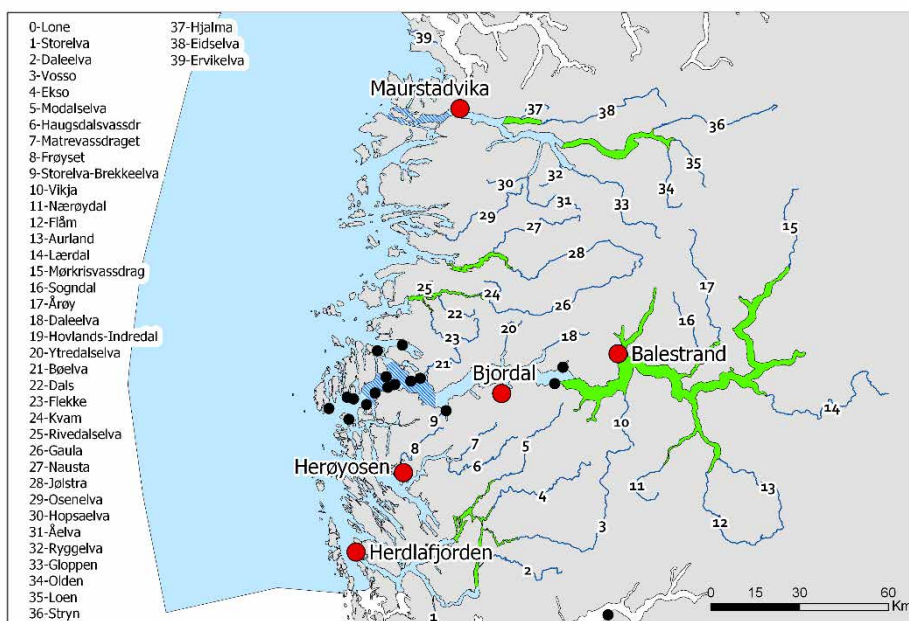 0-Lone
1-Storelva
2-Daleelva
3-Vosso
4-Ekso
5-Modalselva
6-Haugsdalsvassdr
7-Matrevassdraget
8-Frøyset
9-Storelva-Brekkeelva
10-Vikja
11-Nærøydal
12-Flåm
13-Aurland
14-Lærdal
15-Mørkrisvassdrag
16-Sogndal
17-Årøy
18-Daleelva
19-Hovlands-Indredal
20-Ytredalselva
21-Bøelva
22-Dals
23-Flekke
24-Kvam
25-Rivedalselva
26-Gaula
27-Nausta
28-Jølstra
29-Osenelva
30-Hopsaelva
31-Åelva
32-Ryggelva
33-Gloppen
34-Olden
35-Loen
36-Stryn
37-Hjalma
38-Eidselva
39-Ervikelva
39
Maurstadvika
37
38
36
35
34
32
30
31
33
29
27
15
28
17
25
24
26
22
16
23
20
18
21
Balestrand
Bjordal
9
14
10
8
7
5
6
Herøyosen
4
11
13
12
3
Herdlafjorden
2
1
0 15 30 60
Km